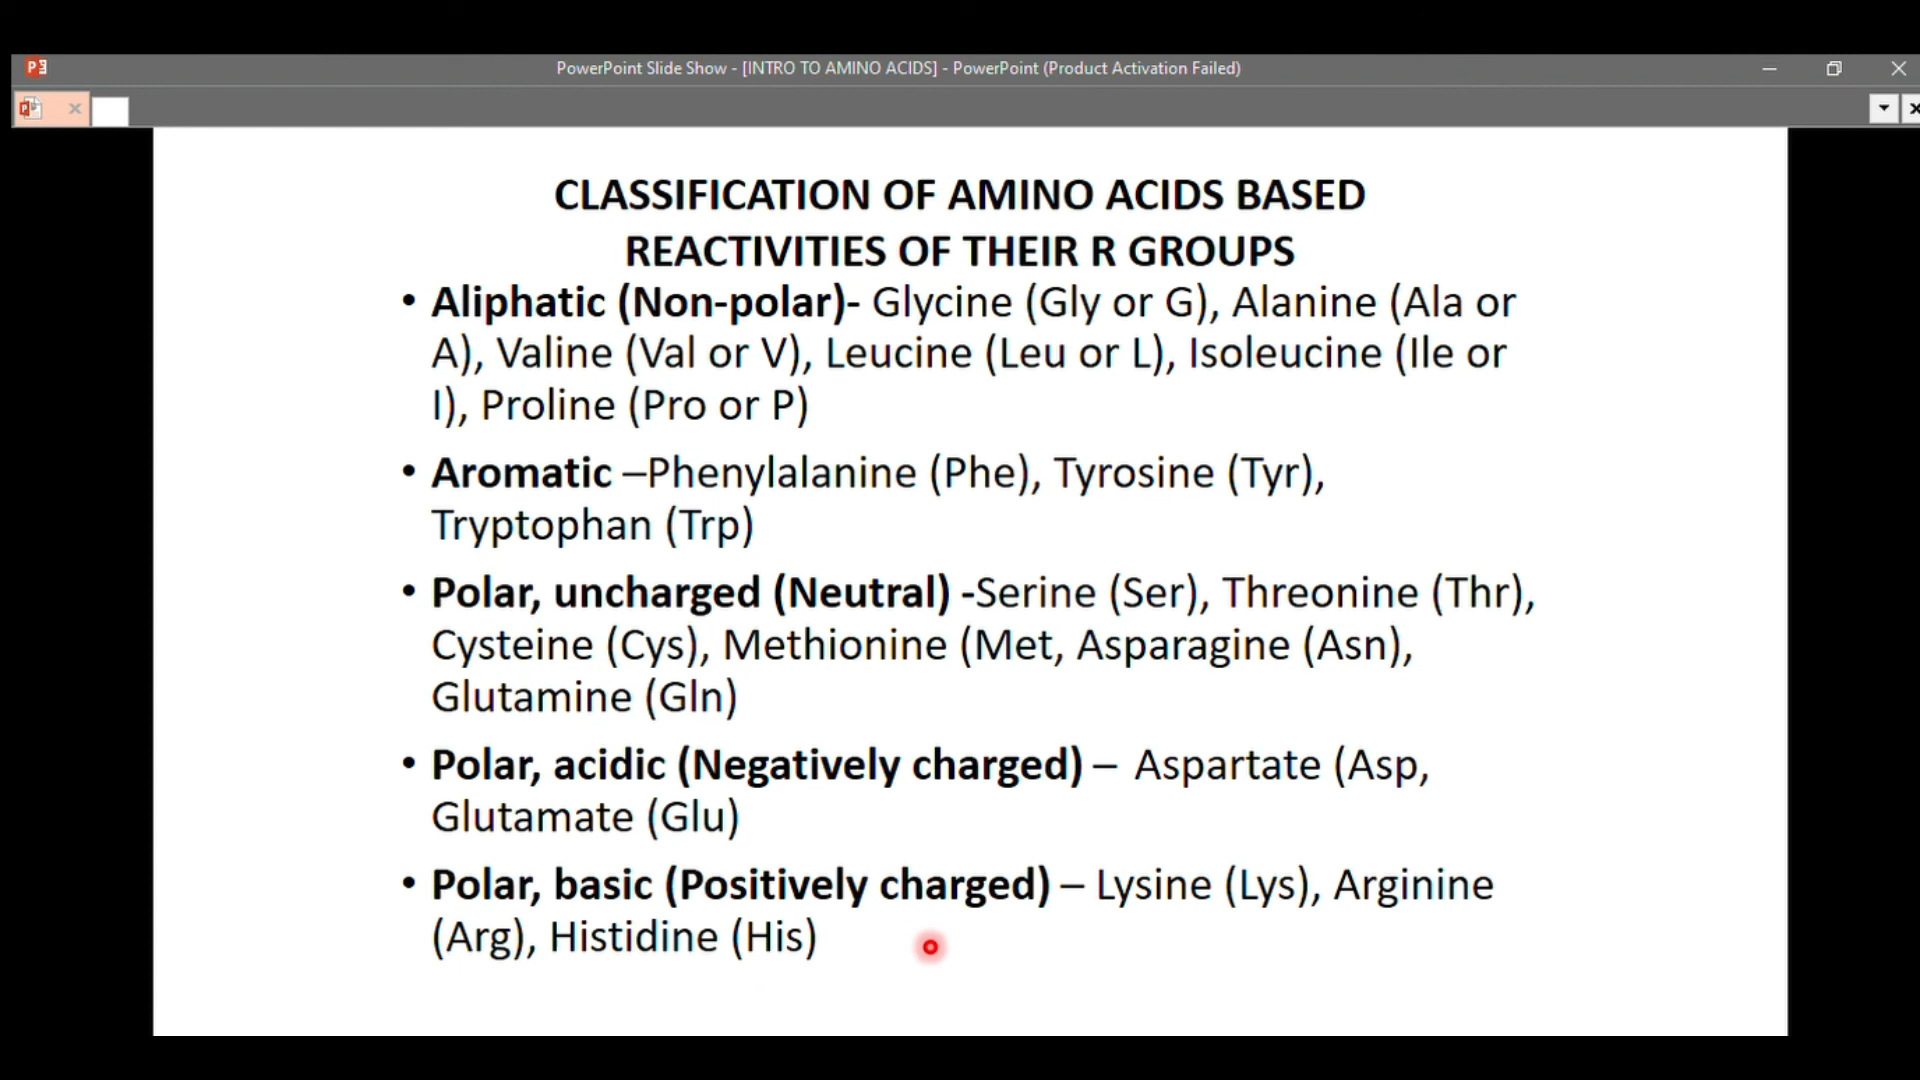 PowerPoint Slide Show - [INTRO TO AMINO ACIDS] - PowerPoint (Product Activation Failed)
CLASSIFICATION OF AMINO ACIDS BASED
REACTIVITIES OF THEIR R GROUPS
• Aliphatic (Non-polar)- Glycine (Gly or G), Alanine (Ala or
A), Valine (Val or V), Leucine (Leu or L), Isoleucine (Ile or
I), Proline (Pro or P)
• Aromatic –Phenylalanine (Phe), Tyrosine (Tyr),
Tryptophan (Trp)
• Polar, uncharged (Neutral) -Serine (Ser), Threonine (Thr),
Cysteine (Cys), Methionine (Met, Asparagine (Asn),
Glutamine (Gln)
• Polar, acidic (Negatively charged) – Aspartate (Asp,
Glutamate (Glu)
• Polar, basic (Positively charged) – Lysine (Lys), Arginine
(Arg), Histidine (His)